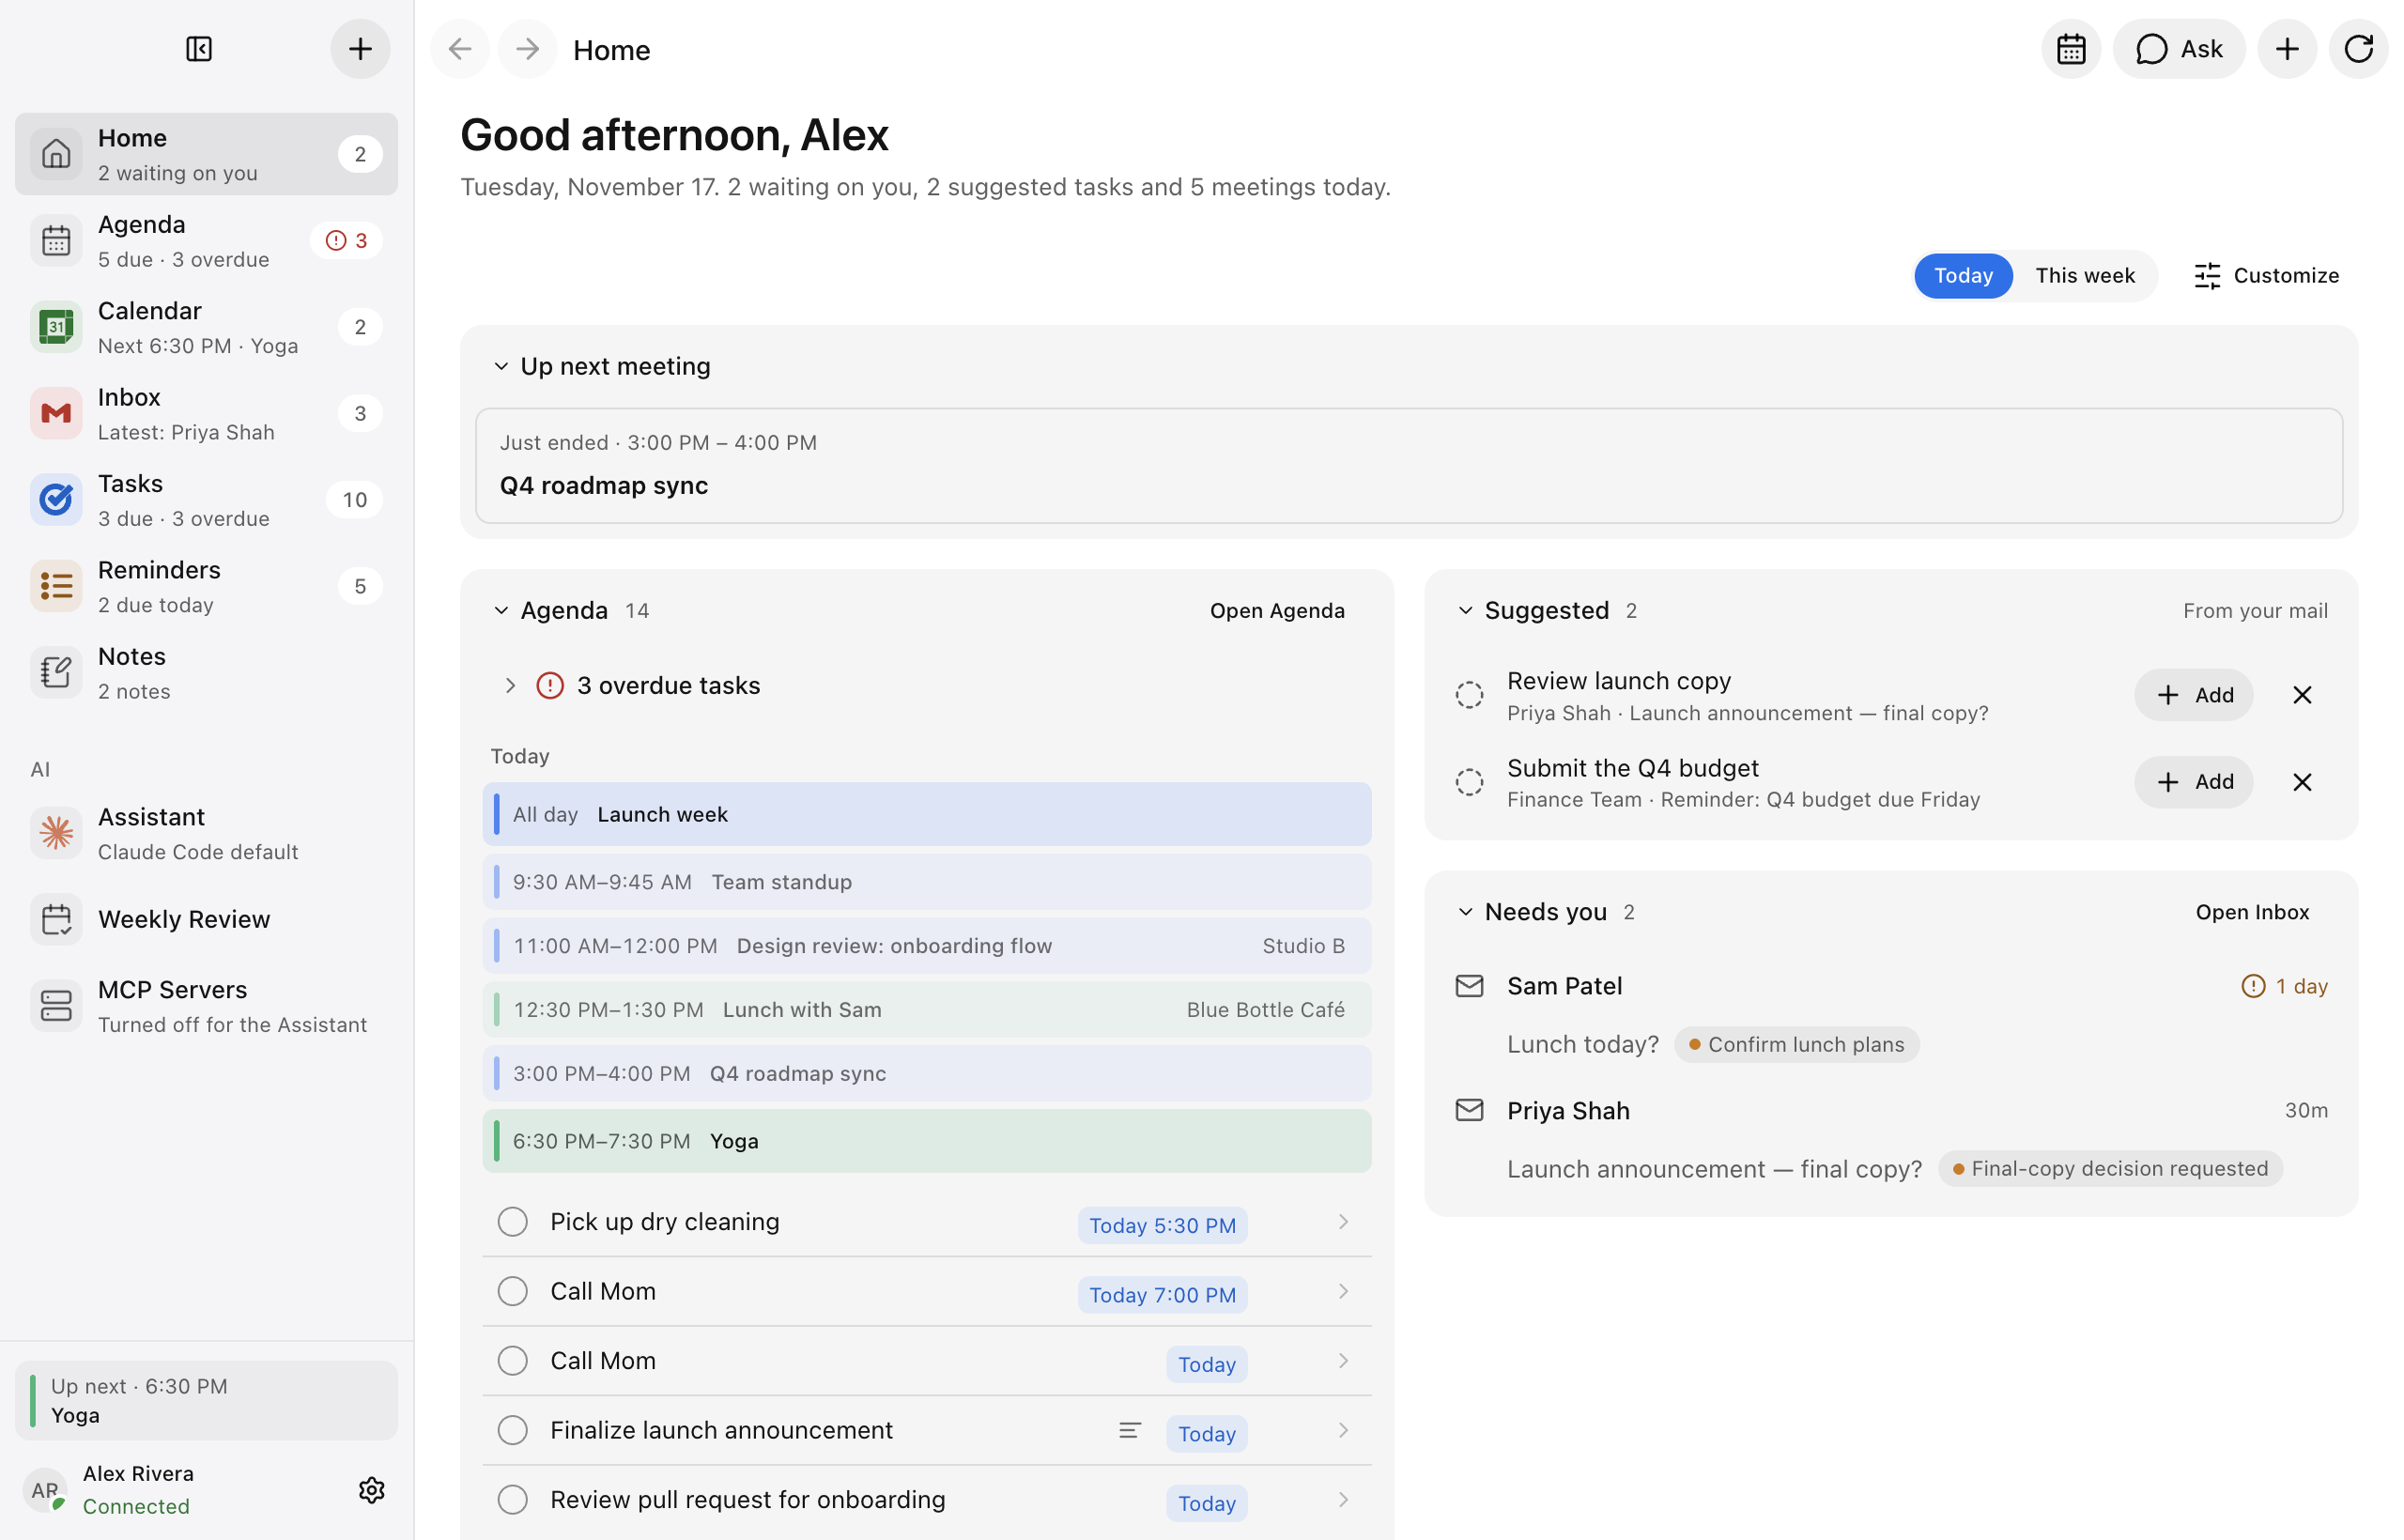 Home
2 waiting on you
2
Agenda
5 due · 3 overdue
3
Calendar
Next 6:30 PM · Yoga
2
31
Inbox
Latest: Priya Shah
3
Tasks
3 due · 3 overdue
10
Reminders
2 due today
5
Notes
2 notes
AI
Assistant
Claude Code default
Weekly Review
MCP Servers
Turned off for the Assistant
Up next · 6:30 PM
Yoga
AR
Alex Rivera
Connected
Home
Ask
Good afternoon, Alex
Tuesday, November 17. 2 waiting on you, 2 suggested tasks and 5 meetings today.
Today
This week
Customize
Up next meeting
Just ended · 3:00 PM – 4:00 PM
Q4 roadmap sync
Agenda 14
Open Agenda
3 overdue tasks
Today
All day Launch week
9:30 AM–9:45 AM Team standup
11:00 AM–12:00 PM Design review: onboarding flow Studio B
12:30 PM–1:30 PM Lunch with Sam Blue Bottle Café
3:00 PM–4:00 PM Q4 roadmap sync
6:30 PM–7:30 PM Yoga
Pick up dry cleaning Today 5:30 PM
Call Mom Today 7:00 PM
Call Mom Today
Finalize launch announcement Today
Review pull request for onboarding Today
Suggested 2
From your mail
Review launch copy
Priya Shah · Launch announcement — final copy?
Add
Submit the Q4 budget
Finance Team · Reminder: Q4 budget due Friday
Add
Needs you 2
Open Inbox
Sam Patel
1 day
Lunch today? Confirm lunch plans
Priya Shah
30m
Launch announcement — final copy? Final-copy decision requested